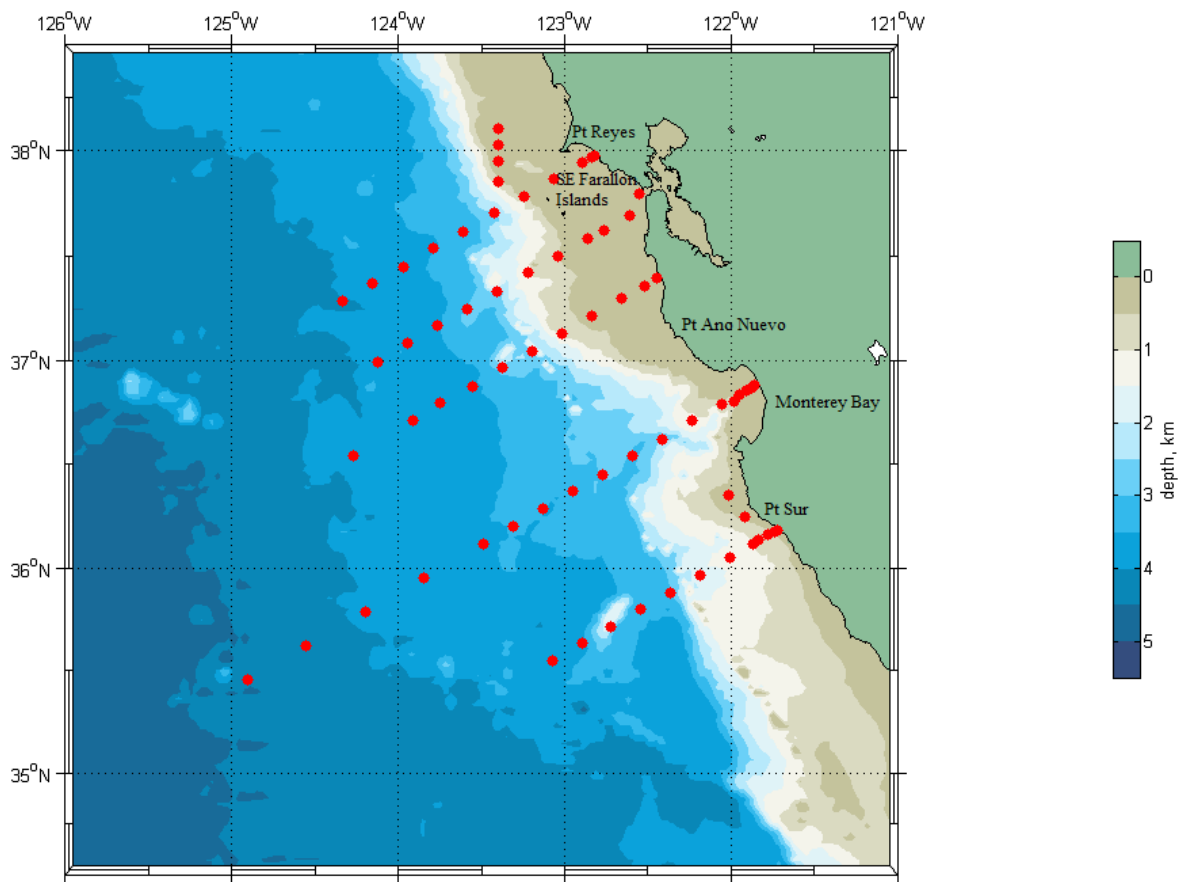 126°W 125°W 124°W 123°W 122°W 121°W
38°N
37°N
36°N
35°N
Pt Reyes
SE Farallon
Islands
Pt Ano Nuevo
Monterey Bay
Pt Sur
0
1
2
3
4
5
depth, km